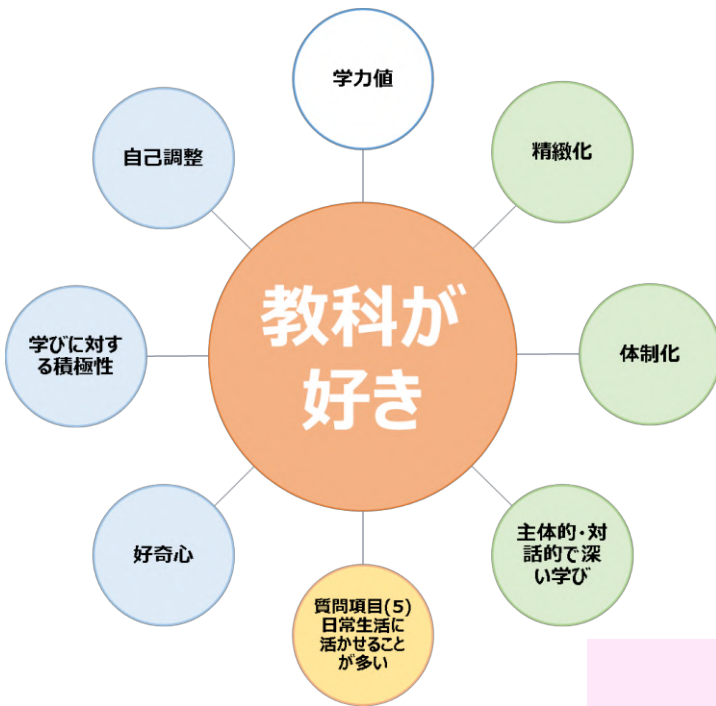 学力値
精緻化
自己調整
教科が
好き
体制化
学びに対す
る積極性
主体的・対
話的で深
い学び
好奇心
質問項目(5)
日常生活に
活かせること
が多い